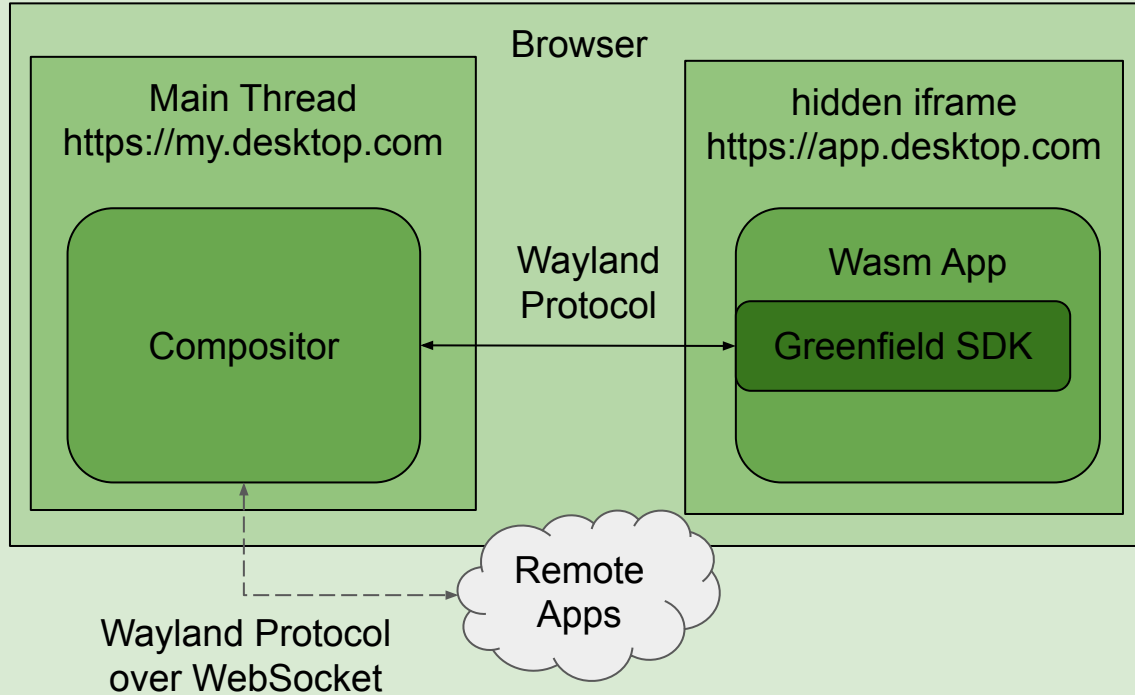 Browser
Main Thread
https://my.desktop.com
hidden iframe
https://app.desktop.com
Compositor
Wayland
Protocol
Wasm App
Greenfield SDK
Remote
Apps
Wayland Protocol
over WebSocket